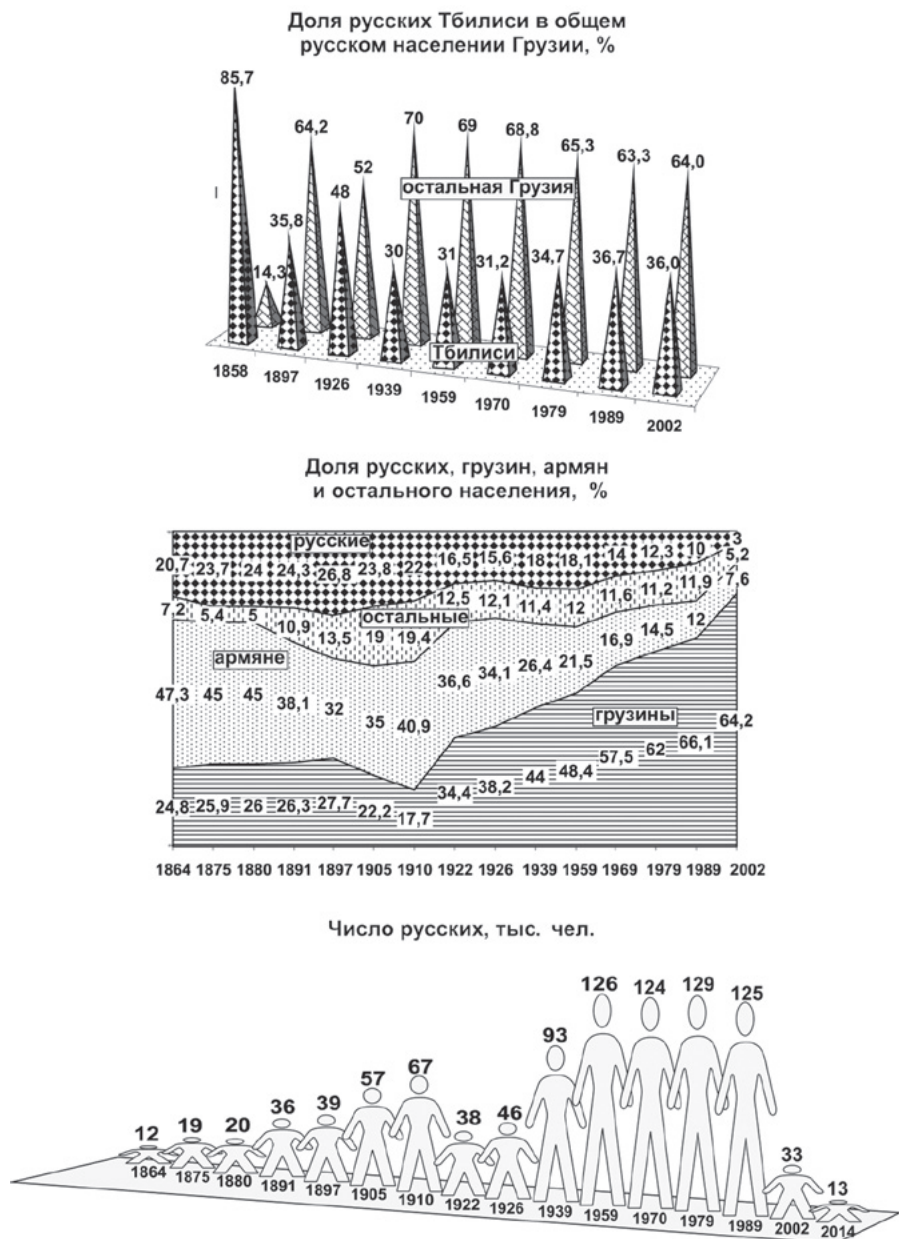 Доля русских Тбилиси в общем
русском населении Грузии, %
85,7
64,2
70
69
68,8
65,3
63,3
64,0
52
48
остальная Грузия
35,8
14,3
30
31
31,2
34,7
36,7
36,0
Тбилиси
1858 1897 1926 1939 1959 1970 1979 1989 2002
Доля русских, грузин, армян
и остального населения, %
русские
20,7 23,7 24 24,3 26,8 23,8 22 16,5 15,6 18 18,1 14 12,3 10 3
остальные
7,2 5,4 5 10,9 13,5 19 19,4 12,5 12,1 11,4 12 11,6 11,2 11,9 5,2
армяне
47,3 45 45 38,1 32 35 40,9 36,6 34,1 26,4 21,5 16,9 14,5 12 7,6
грузины
24,8 25,9 26 26,3 27,7 22,2 17,7 34,4 38,2 44 48,4 57,5 62 66,1 64,2
1864 1875 1880 1891 1897 1905 1910 1922 1926 1939 1959 1969 1979 1989 2002
Число русских, тыс. чел.
12 19 20 36 39 57 67 38 46 93 126 124 129 125 33 13
1864 1875 1880 1891 1897 1905 1910 1922 1926 1939 1959 1970 1979 1989 2002 2014